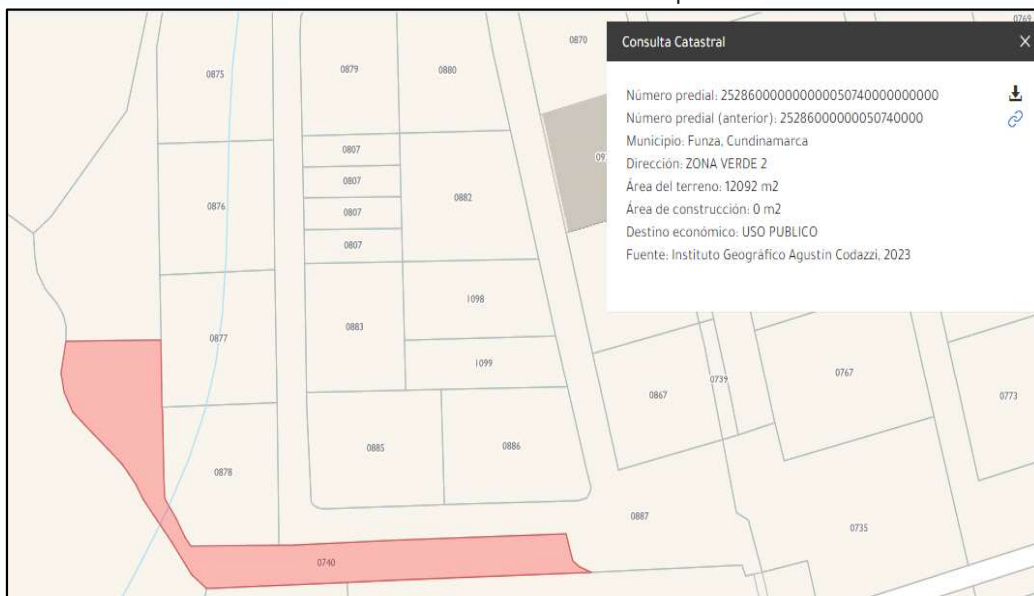 0769
0870
Consulta Catastral
0875
0879
0880
Número predial: 252860000000000050740000000000
Número predial (anterior): 25286000000050740000
Municipio: Funza, Cundinamarca
Dirección: ZONA VERDE 2
Área del terreno: 12092 m2
Área de construcción: 0 m2
Destino económico: USO PUBLICO
Fuente: Instituto Geográfico Agustín Codazzi, 2023
0807
0807
0876
0882
0807
0807
1098
0883
0877
1099
0867
0739
0767
0773
0885
0886
0878
0887
0735
0740